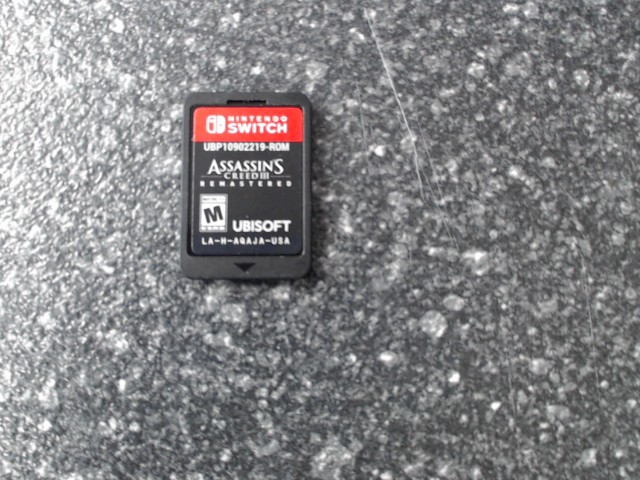 NINTENDO
SWITCH
UBP10902219-ROM
ASSASSIN'S
CREED III
REMASTERED
M
UBISOFT
LA-H-AQAJA-USA